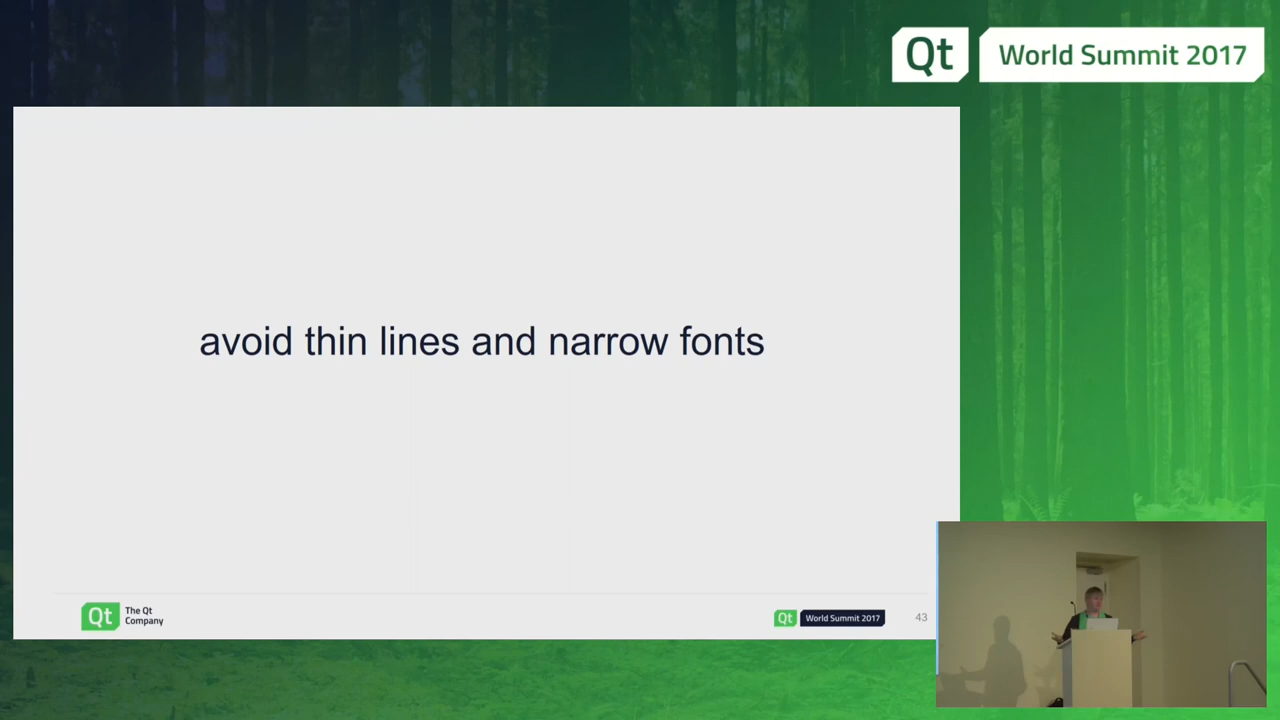 Qt World Summit 2017
avoid thin lines and narrow fonts
Qt The Qt
Company
Qt World Summit 2017
43